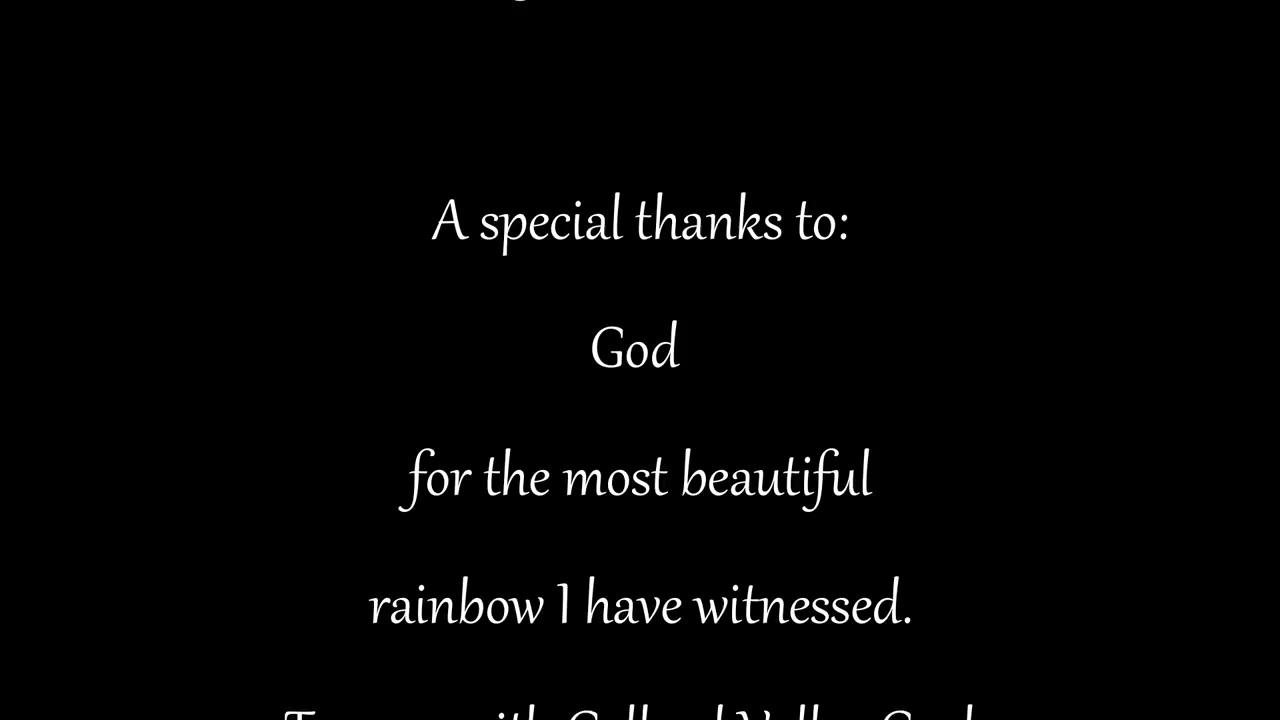 A special thanks to:
God
for the most beautiful
rainbow I have witnessed.